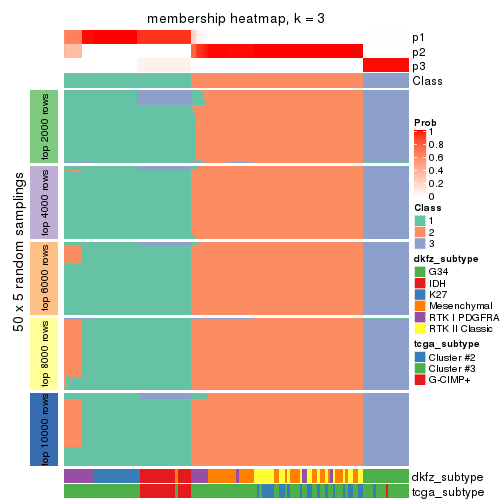 membership heatmap, k = 3
p1
p2
p3
Class
50 x 5 random samplings
top 2000 rows
top 4000 rows
top 6000 rows
top 8000 rows
top 10000 rows
Prob
1
0.8
0.6
0.4
0.2
0
Class
1
2
3
dkfz_subtype
G34
IDH
K27
Mesenchymal
RTK I PDGFRA
RTK II Classic
tcga_subtype
Cluster #2
Cluster #3
G-CIMP+
dkfz_subtype
tcga_subtype